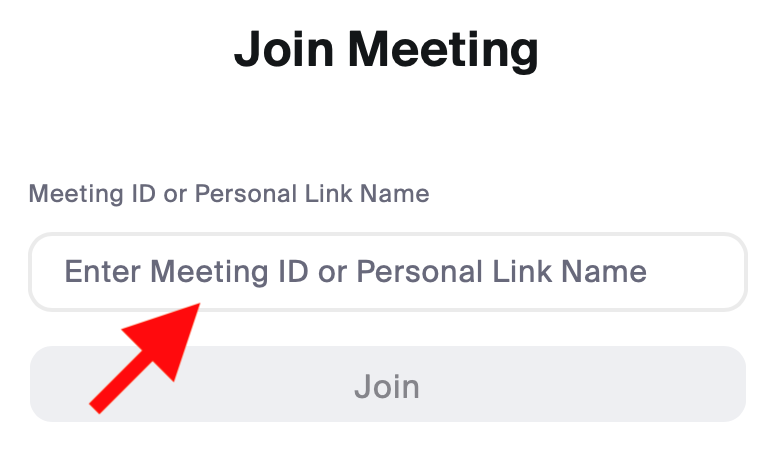 Join Meeting
Meeting ID or Personal Link Name
Enter Meeting ID or Personal Link Name
Join